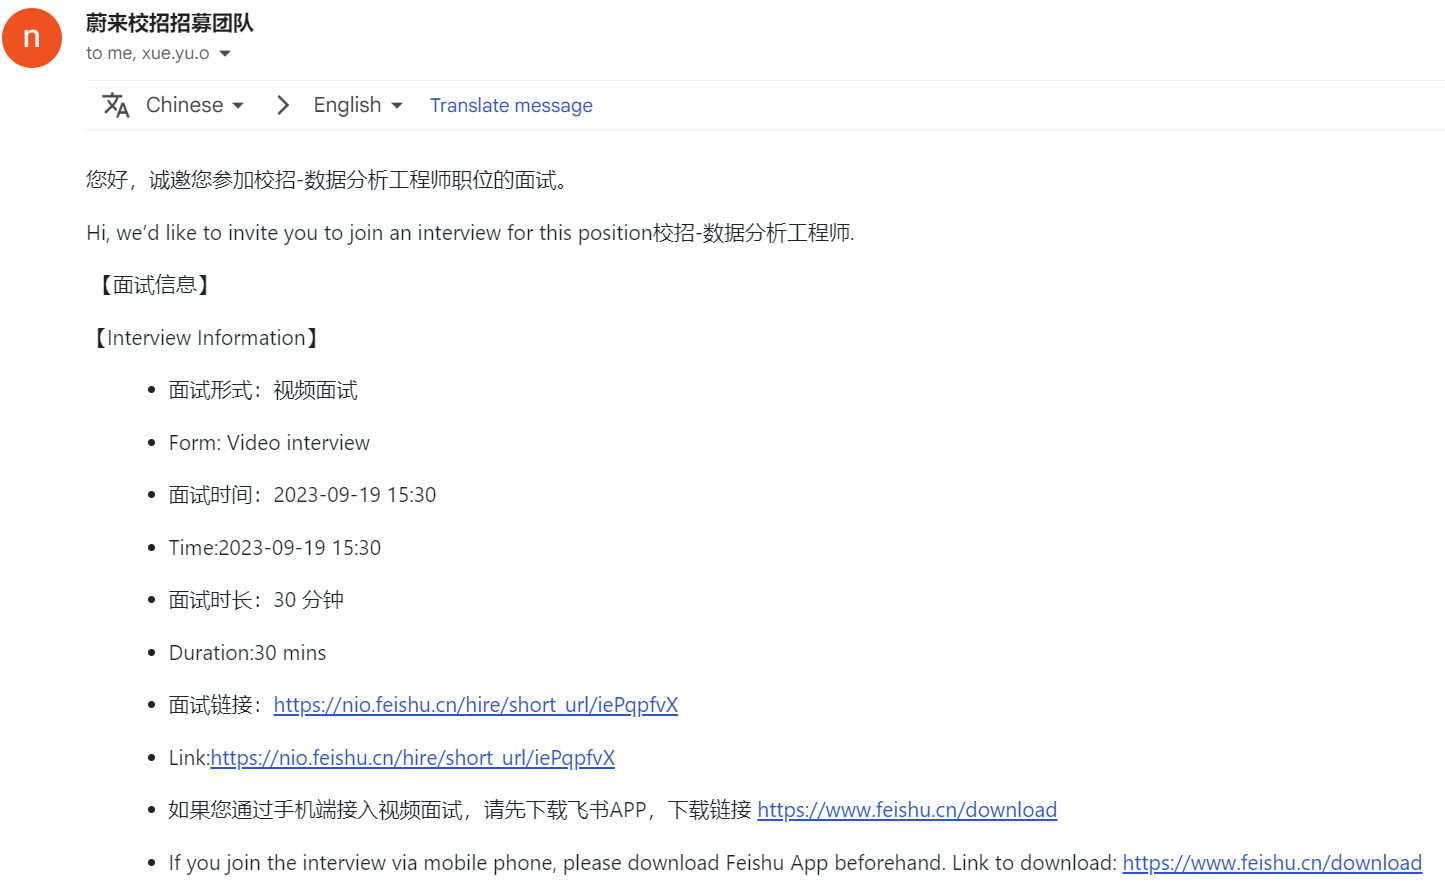 n
蔚来校招招募团队
to me, xue.yu.o
Chinese > English Translate message
您好，诚邀您参加校招-数据分析工程师职位的面试。
Hi, we’d like to invite you to join an interview for this position校招-数据分析工程师.
【面试信息】
【Interview Information】
• 面试形式：视频面试
• Form: Video interview
• 面试时间：2023-09-19 15:30
• Time:2023-09-19 15:30
• 面试时长：30 分钟
• Duration:30 mins
• 面试链接：https://nio.feishu.cn/hire/short_url/iePqpfvX
• Link:https://nio.feishu.cn/hire/short_url/iePqpfvX
• 如果您通过手机端接入视频面试，请先下载飞书APP，下载链接 https://www.feishu.cn/download
• If you join the interview via mobile phone, please download Feishu App beforehand. Link to download: https://www.feishu.cn/download